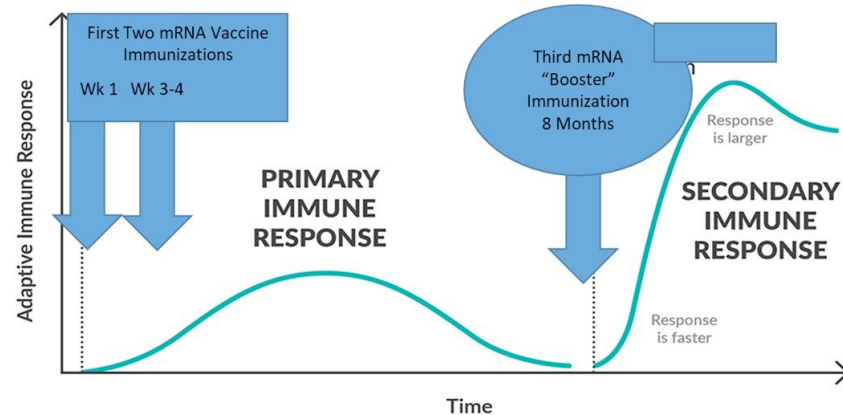 First Two mRNA Vaccine
Immunizations
Wk 1 Wk 3-4
Third mRNA
“Booster”
Immunization
8 Months
Response
is larger
PRIMARY
IMMUNE
RESPONSE
SECONDARY
IMMUNE
RESPONSE
Response
is faster
Adaptive Immune Response
Time